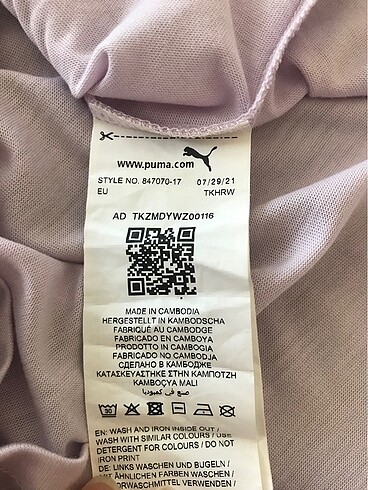 www.puma.com
STYLE NO. 847070-17 07/29/21
EU TKHRW
AD TKZMDYWZ00116
MADE IN CAMBODIA
HERGESTELLT IN KAMBODSCHA
FABRIQUÉ AU CAMBODGE
FABRICADO EN CAMBOYA
PRODOTTO IN CAMBOGIA
FABRICADO NO CAMBODJA
СДЕЛАНО В КАМБОДЖЕ
ΚΑΤΑΣΚΕΥΑΣΤΗΚΕ ΣΤΗΝ ΚΑΜΠΟΤΖΗ
KAMBOÇYA MALI
صنع في كمبوديا
EN: WASH AND IRON INSIDE OUT /
WASH WITH SIMILAR COLOURS / USE
DETERGENT FOR COLOURS / DO NOT
IRON PRINT
DE: LINKS WASCHEN UND BÜGELN /
MIT ÄHNLICHEN FARBEN WASCHEN /
VERWENDEN /